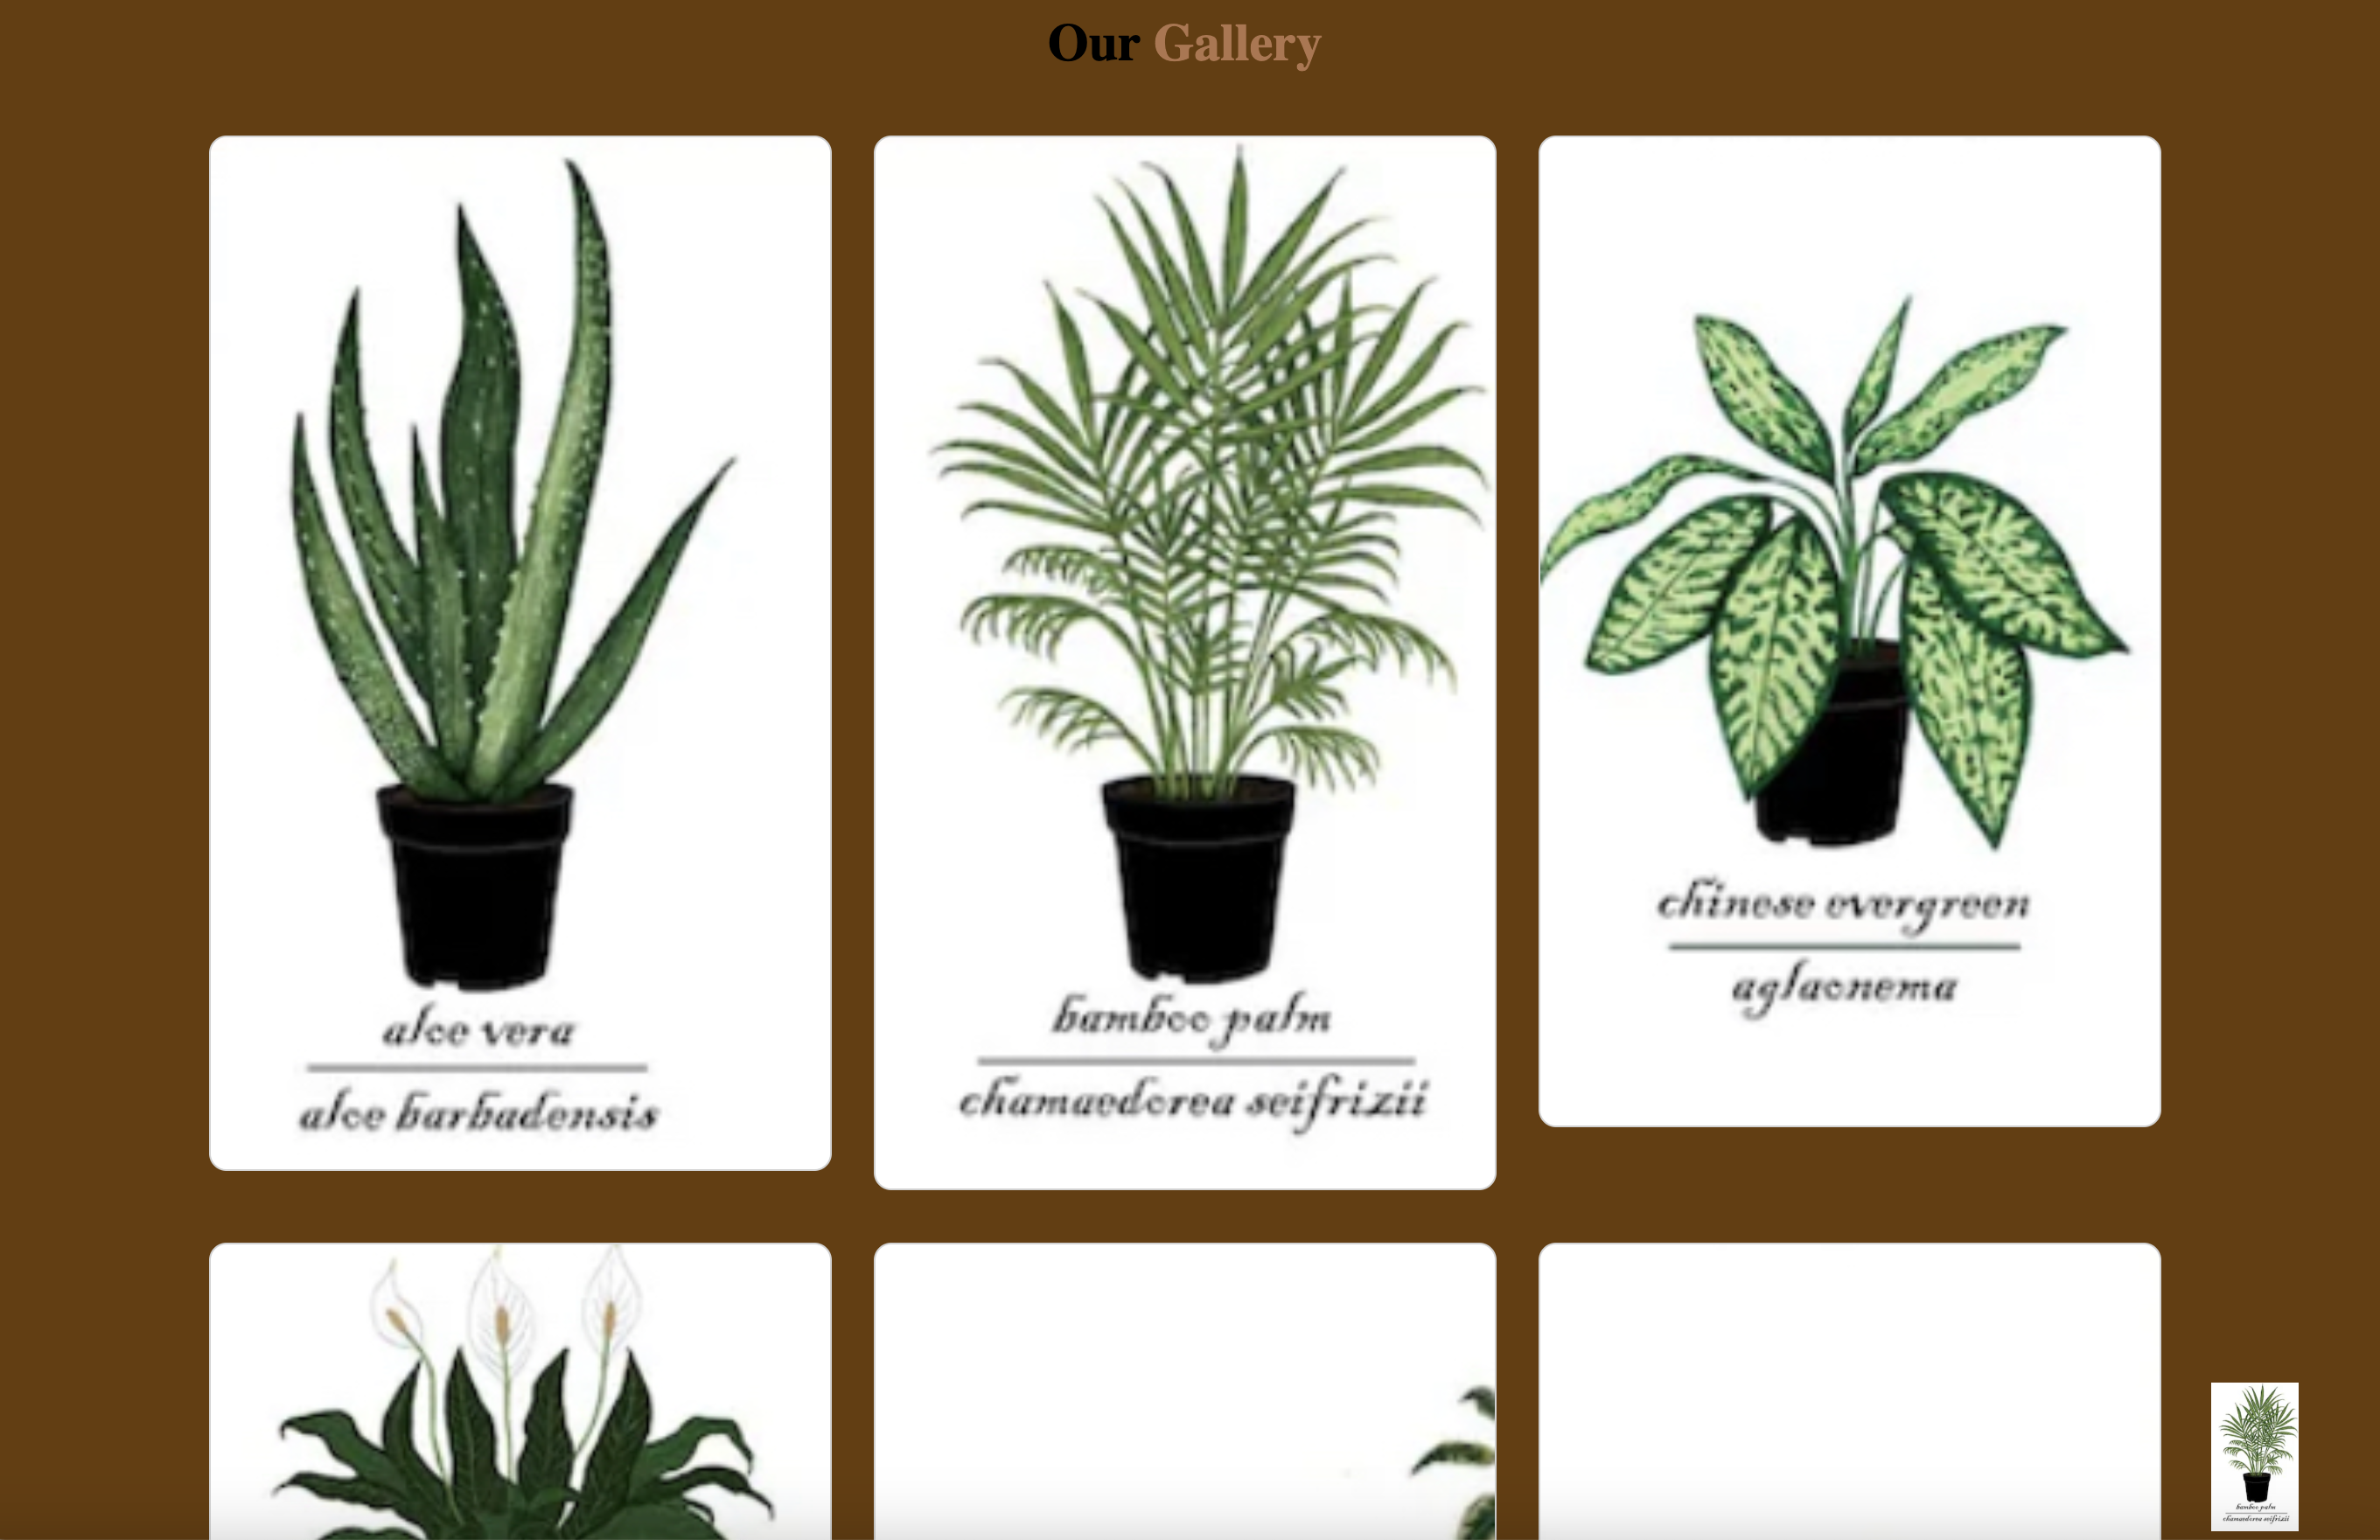 Our Gallery
aloe vera
aloe barbadensis
bamboo palm
chamaedorea seifrizii
chinese evergreen
aglaonema
bamboo palm
chamaedorea seifrizii